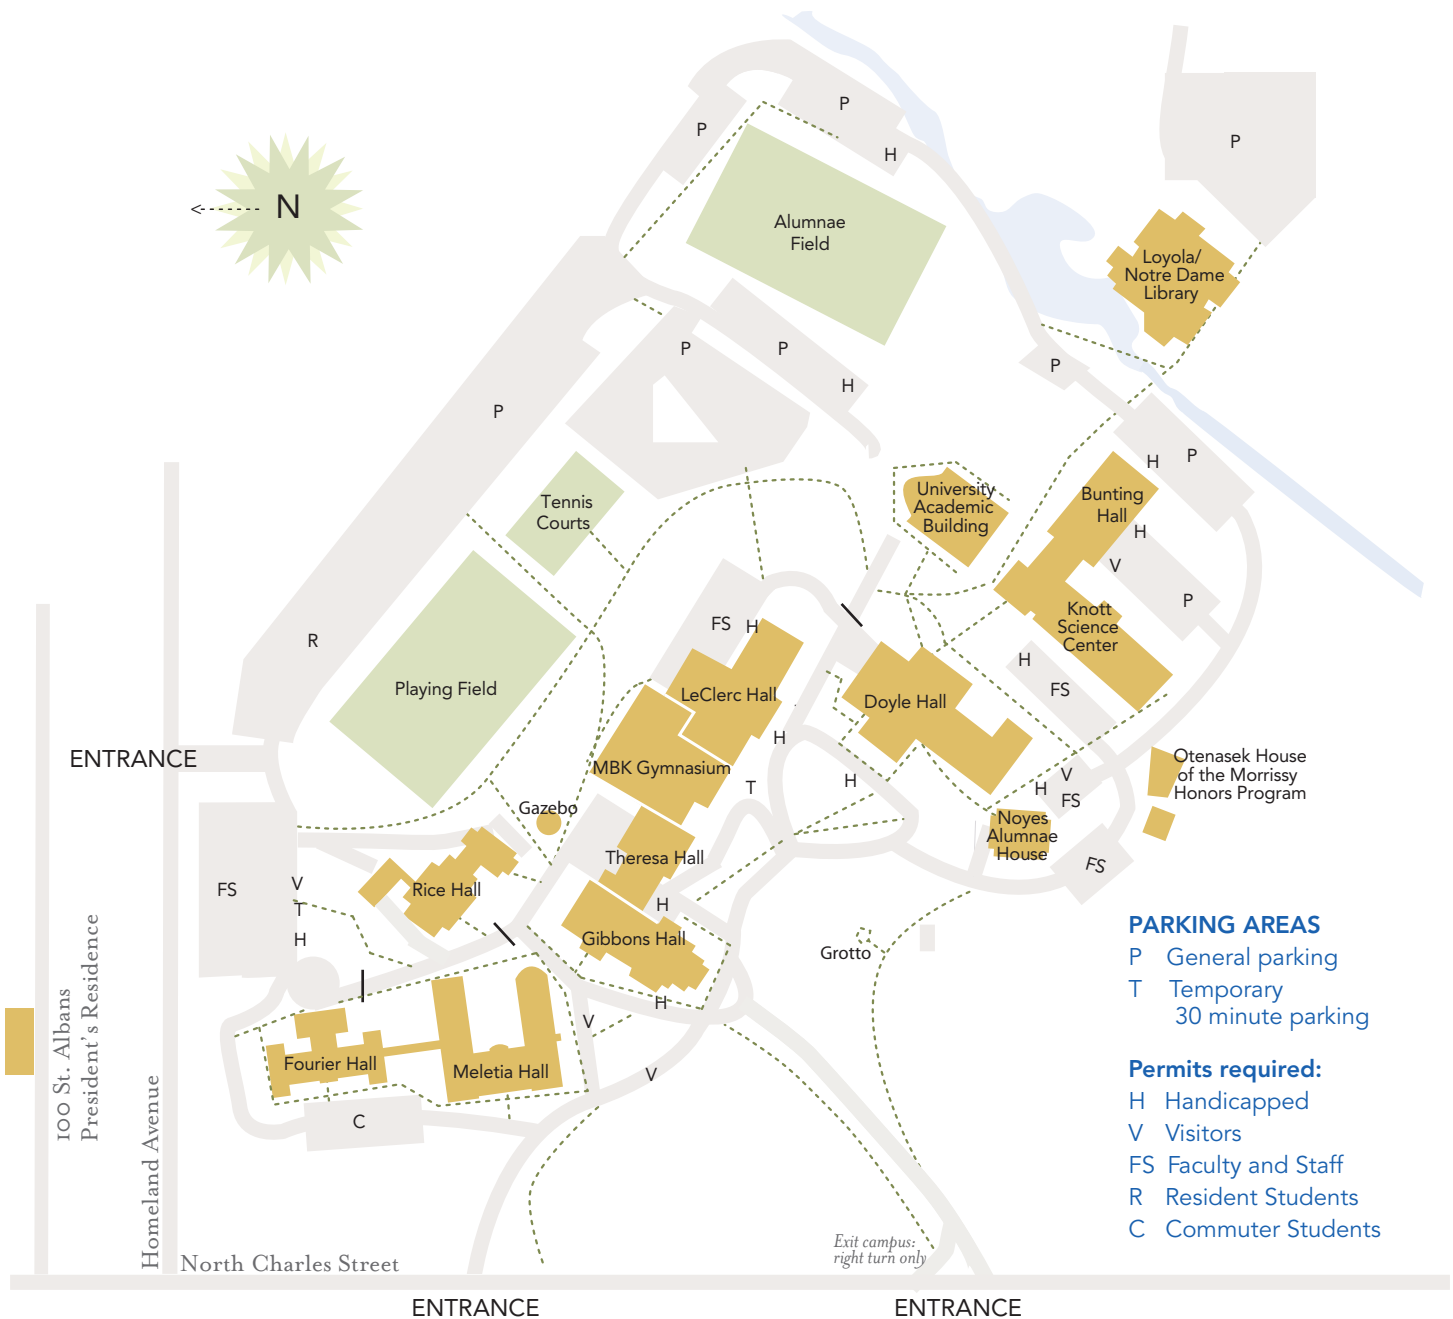 P
P
H
P
N
Alumnae
Field
Loyola/
Notre Dame
Library
P
P
H
P
P
Tennis
Courts
University
Academic
Building
H
P
Bunting
Hall
H
V
P
Knott
Science
Center
H
FS
R
FS
H
Playing Field
LeClerc Hall
Doyle Hall
H
ENTRANCE
MBK Gymnasium
T
H
V
H
FS
Otenasek House
of the Morrissy
Honors Program
Gazebo
Noyes
Alumnae
House
FS
Theresa Hall
FS
V
T
H
Rice Hall
H
Gibbons Hall
H
Grotto
V
V
Fourier Hall
Meletia Hall
C
100 St. Albans
President's Residence
Homeland Avenue
North Charles Street
Exit campus:
right turn only
ENTRANCE
ENTRANCE
PARKING AREAS
P General parking
T Temporary
30 minute parking
Permits required:
H Handicapped
V Visitors
FS Faculty and Staff
R Resident Students
C Commuter Students